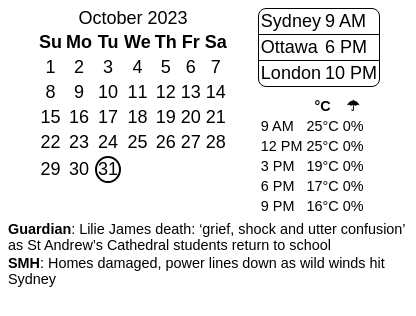 October 2023
Su Mo Tu We Th Fr Sa
1 2 3 4 5 6 7
8 9 10 11 12 13 14
15 16 17 18 19 20 21
22 23 24 25 26 27 28
29 30 31
Sydney 9 AM
Ottawa 6 PM
London 10 PM
°C ☂
9 AM 25°C 0%
12 PM 25°C 0%
3 PM 19°C 0%
6 PM 17°C 0%
9 PM 16°C 0%
Guardian: Lilie James death: ‘grief, shock and utter confusion’
as St Andrew’s Cathedral students return to school
SMH: Homes damaged, power lines down as wild winds hit
Sydney